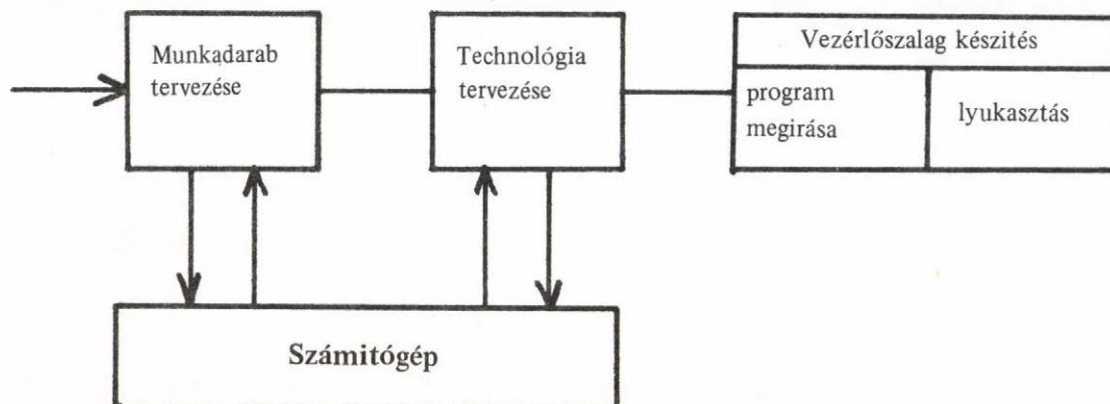 Munkadarab
tervezése
Technológia
tervezése
Vezérlőszalag készités
program
megirása
lyukasztás
Számitógép